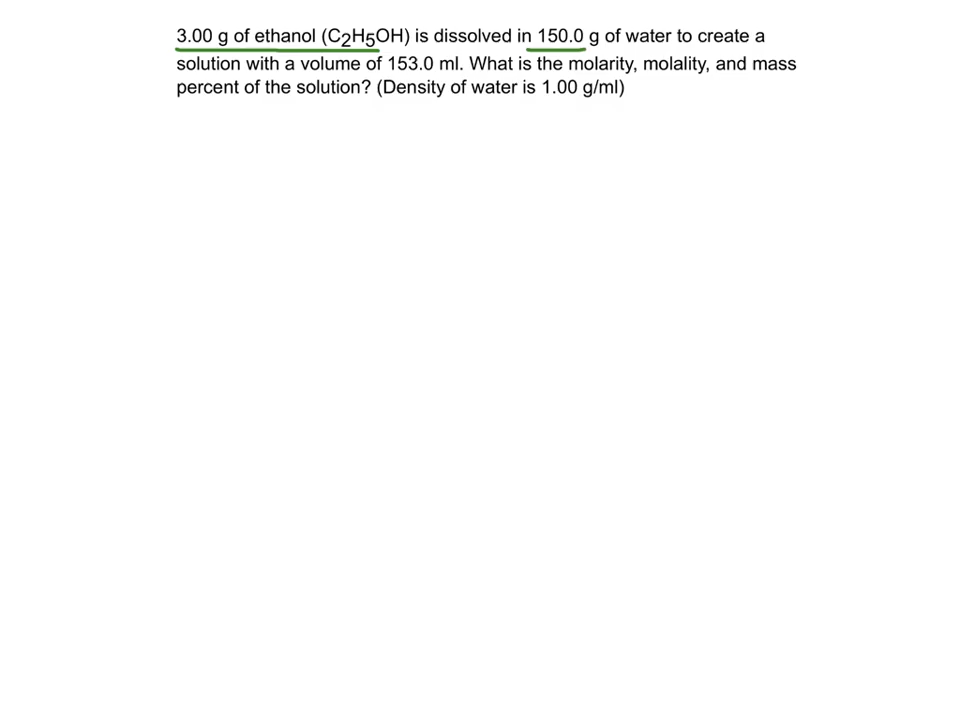 3.00 g of ethanol (C2H5OH) is dissolved in 150.0 g of water to create a
solution with a volume of 153.0 ml. What is the molarity, molality, and mass
percent of the solution? (Density of water is 1.00 g/ml)